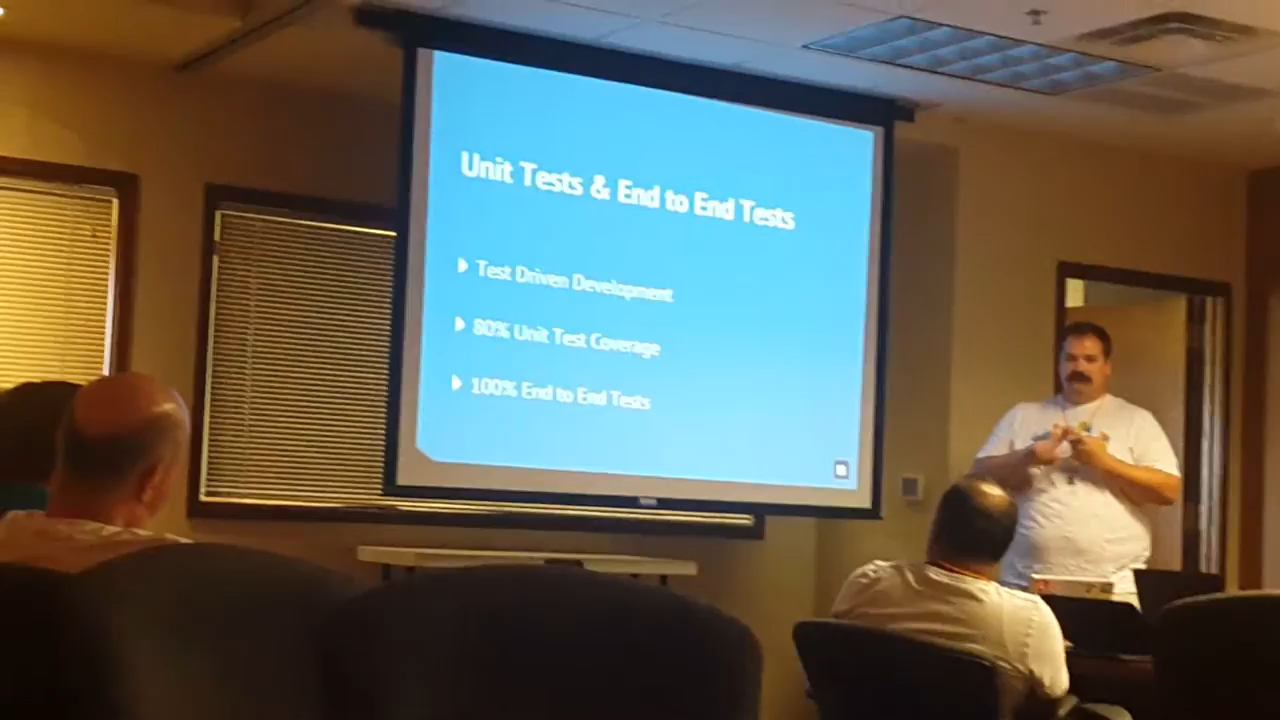 Unit Tests & End to End Tests
Test Driven Development
80% Unit Test Coverage
100% End to End Tests